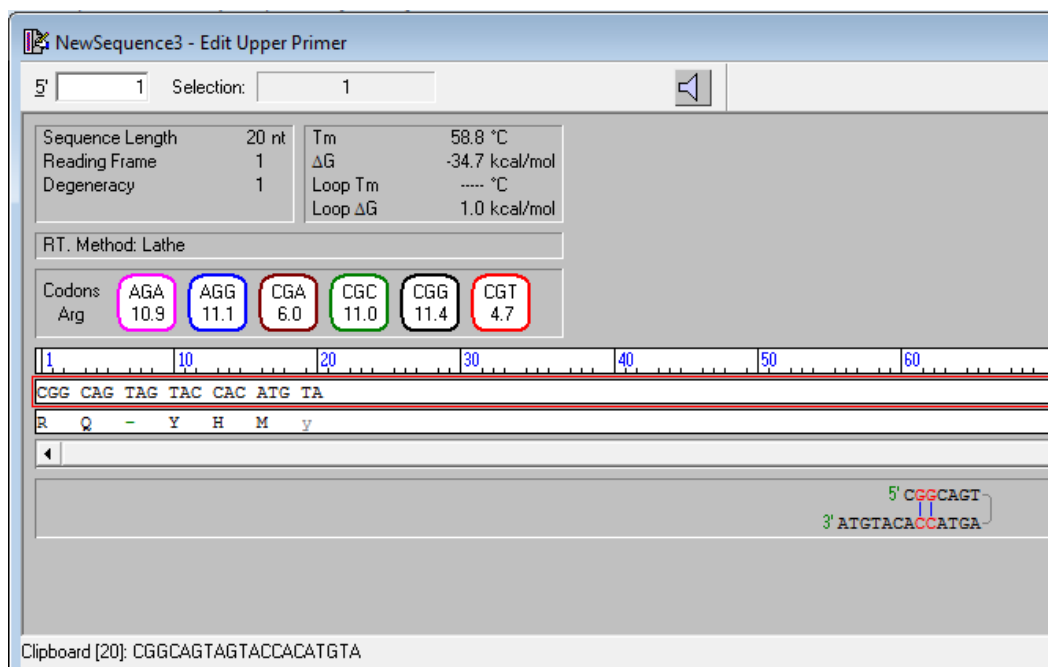 NewSequence3 - Edit Upper Primer
5' 1 Selection: 1
Sequence Length 20 nt
Reading Frame 1
Degeneracy 1
Tm 58.8 °C
ΔG -34.7 kcal/mol
Loop Tm ----- °C
Loop ΔG 1.0 kcal/mol
RT. Method: Lathe
Codons AGA AGG CGA CGC CGG CGT
Arg 10.9 11.1 6.0 11.0 11.4 4.7
1 10 20 30 40 50 60
CGG CAG TAG TAC CAC ATG TA
R Q - Y H M y
5' CGGCAGT
3' ATGTACACCATGA
Clipboard [20]: CGGCAGTAGTACCACATGTA